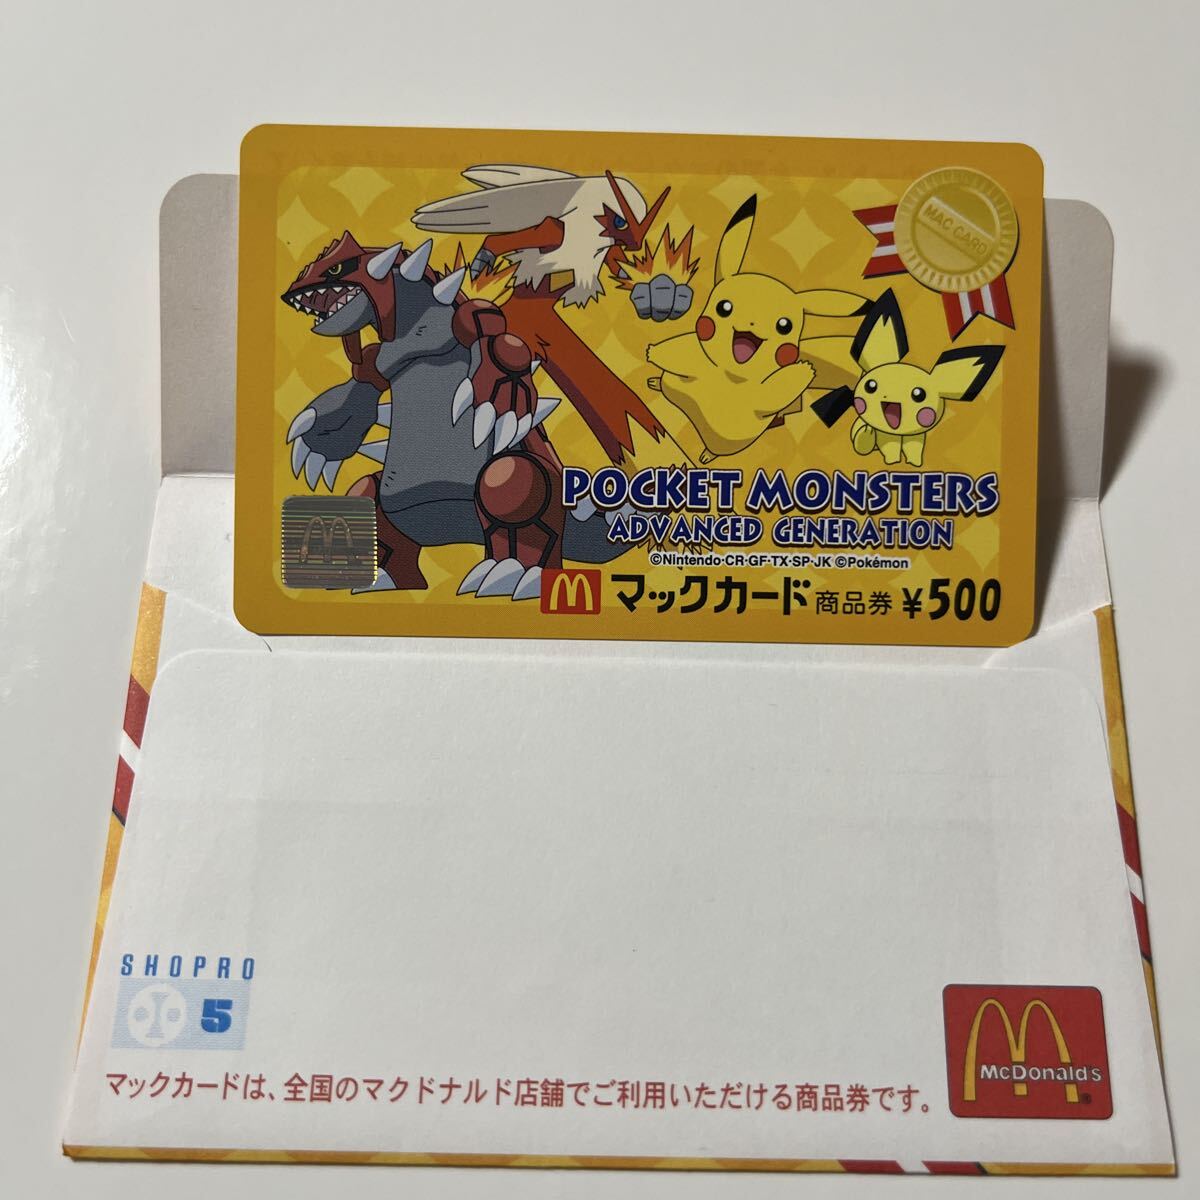 MAC CARD
POCKET MONSTERS
ADVANCED GENERATION
©Nintendo・CR・GF・TX・SP・JK ©Pokémon
マックカード 商品券 ¥500
SHOPRO
5
McDonald's®
マックカードは、全国のマクドナルド店舗でご利用いただける商品券です。